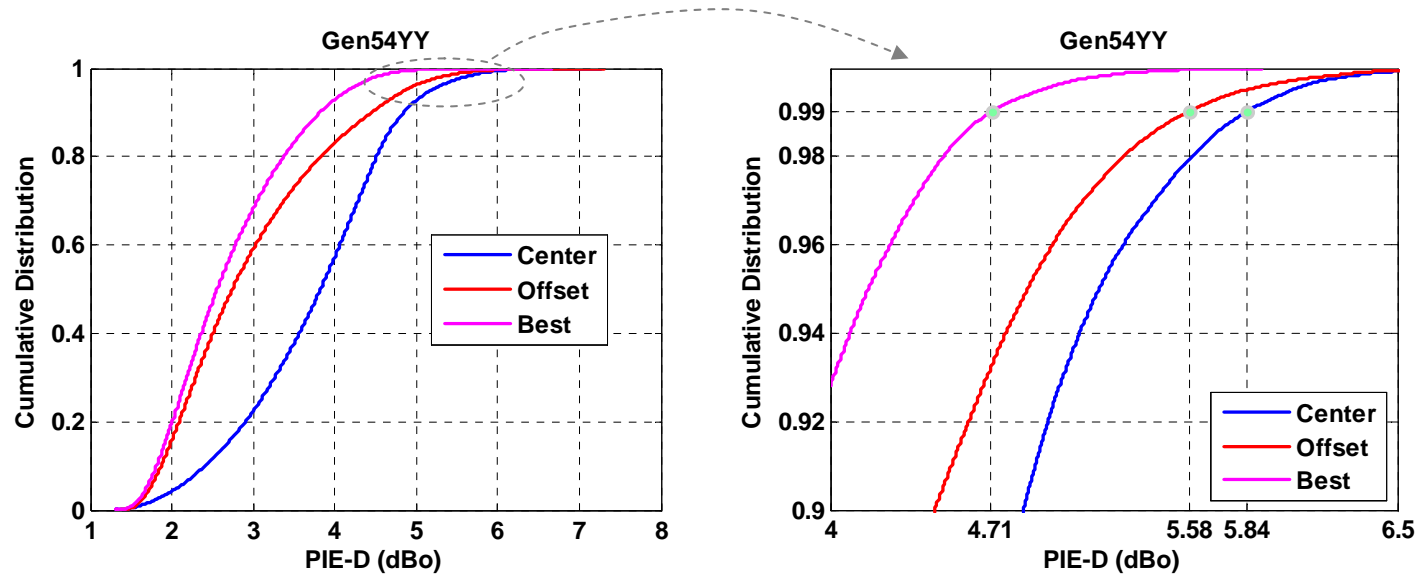 Gen54YY
Cumulative Distribution
1
0.8
0.6
0.4
0.2
0
1 2 3 4 5 6 7 8
PIE-D (dBo)
Center
Offset
Best
Gen54YY
Cumulative Distribution
0.99
0.98
0.96
0.94
0.92
0.9
4 4.71 5.58 5.84 6.5
PIE-D (dBo)
Center
Offset
Best